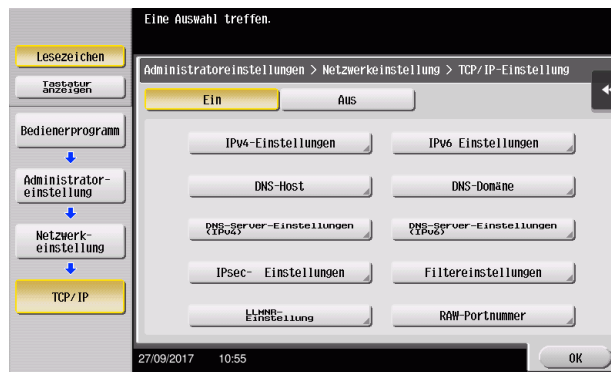 Eine Auswahl treffen.
Lesezeichen
Tastatur
anzeigen
Bedienerprogramm
Administrator-
einstellung
Netzwerk-
einstellung
TCP/IP
Administratoreinstellungen > Netzwerkeinstellung > TCP/IP-Einstellung
Ein
Aus
IPv4-Einstellungen
IPv6 Einstellungen
DNS-Host
DNS-Domäne
DNS-Server-Einstellungen
(IPv4)
DNS-Server-Einstellungen
(IPv6)
IPsec- Einstellungen
Filtereinstellungen
LLMNR-
Einstellung
RAW-Portnummer
27/09/2017 10:55
OK